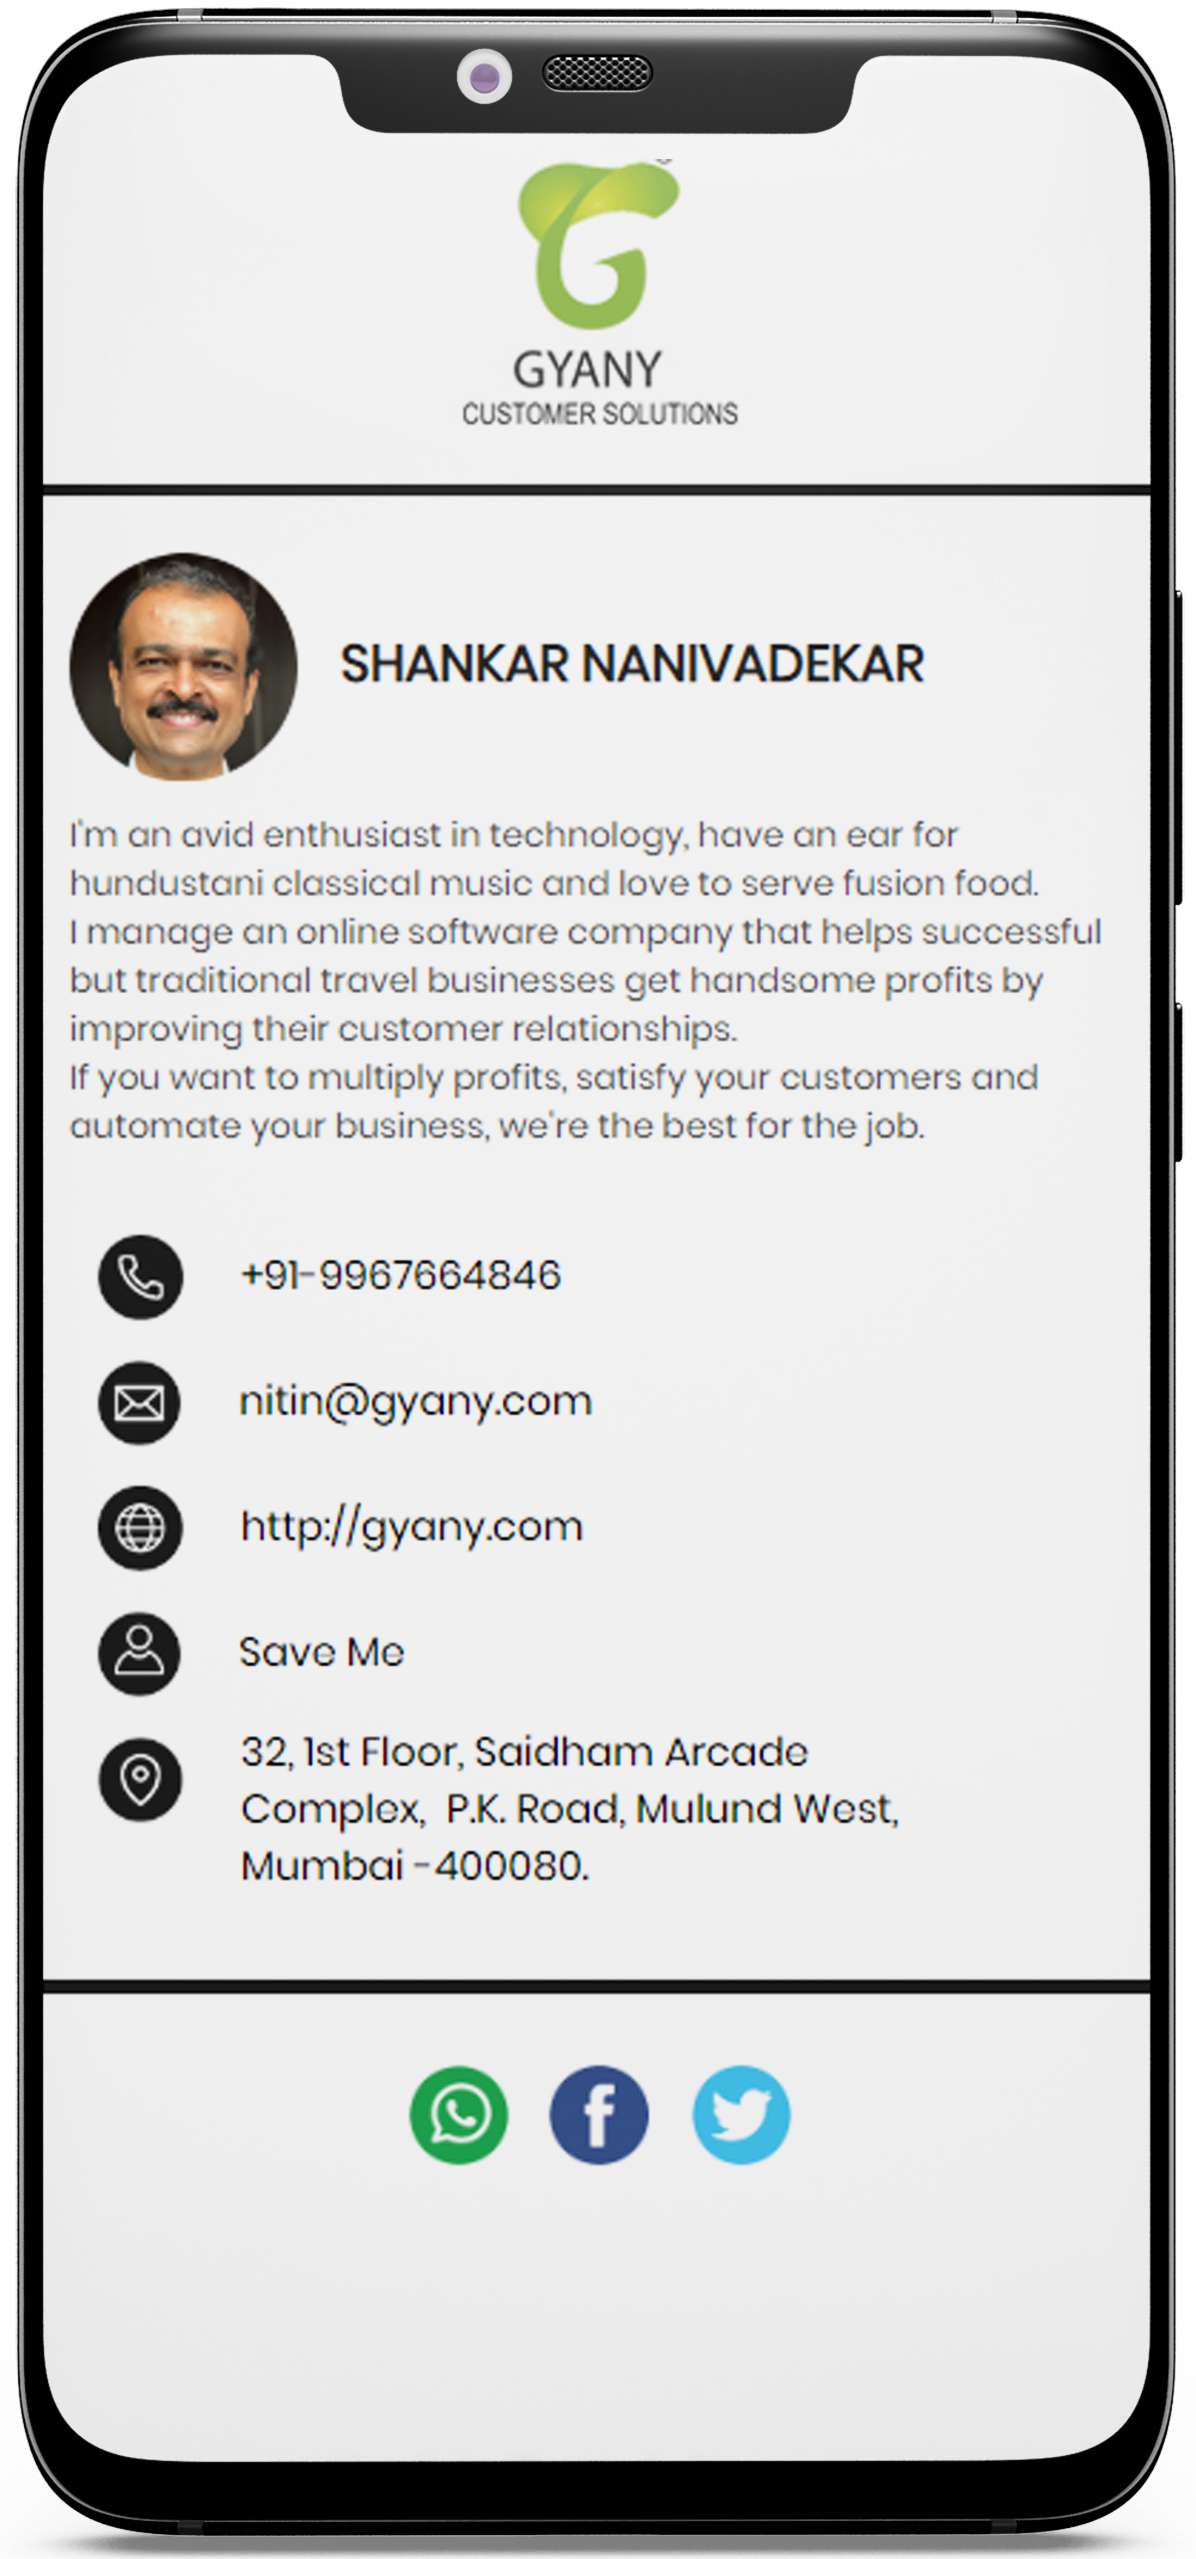 GYANY
CUSTOMER SOLUTIONS
SHANKAR NANIVADEKAR
I'm an avid enthusiast in technology, have an ear for
hundustani classical music and love to serve fusion food.
I manage an online software company that helps successful
but traditional travel businesses get handsome profits by
improving their customer relationships.
If you want to multiply profits, satisfy your customers and
automate your business, we're the best for the job.
+91-9967664846
nitin@gyany.com
http://gyany.com
Save Me
32, 1st Floor, Saidham Arcade
Complex,  P.K. Road, Mulund West,
Mumbai -400080.